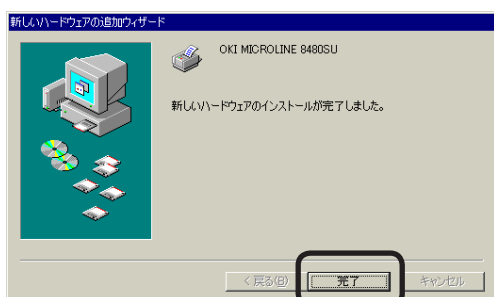 新しいハードウェアの追加ウィザード
OKI MICROLINE 8480SU
新しいハードウェアのインストールが完了しました。
< 戻る(B)
完了
キャンセル